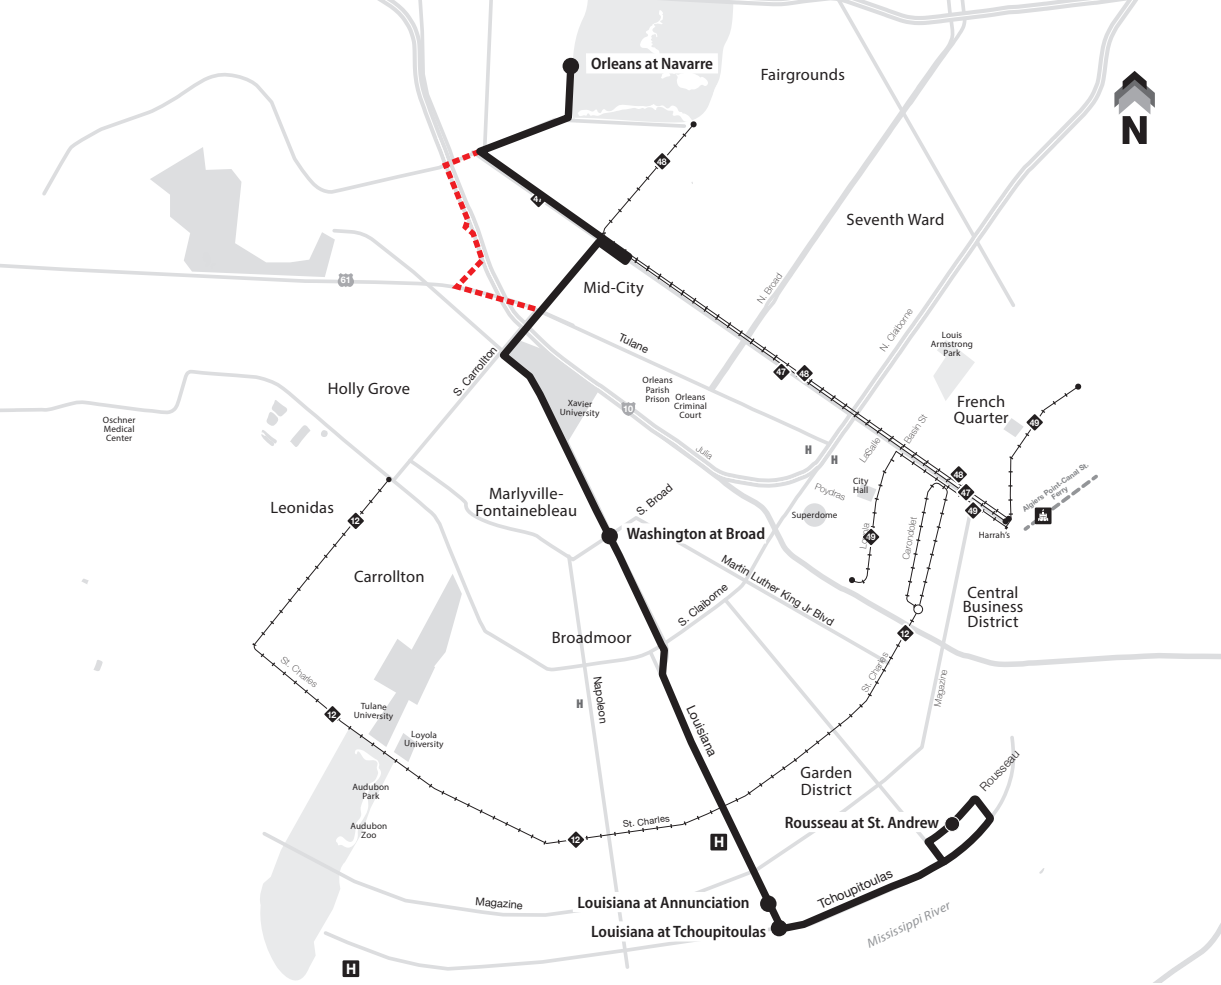 Orleans at Navarre
Fairgrounds
N
48
Seventh Ward
61
Mid-City
N. Broad
N. Claiborne
Tulane
Louis
Armstrong
Park
47
48
S. Carrollton
Holly Grove
Orleans
Parish
Prison
Orleans
Criminal
Court
Xavier
University
10
French
Quarter
49
Oschner
Medical
Center
Basin St
LaSalle
Julia
H
H
48
47
49
Algiers Point-Canal St.
Ferry
City
Hall
Poydras
Superdome
Harrah's
Leonidas
12
Marlyville-
Fontainebleau
S. Broad
Washington at Broad
49
Carondolet
Carrollton
Martin Luther King Jr Blvd
S. Claiborne
Central
Business
District
Broadmoor
12
St. Charles
St. Charles
Magazine
Napoleon
H
12
Tulane
University
Loyola
University
Louisiana
Audubon
Park
Audubon
Zoo
Garden
District
Rousseau
Rousseau at St. Andrew
St. Charles
12
H
Tchoupitoulas
Louisiana at Annunciation
Magazine
Louisiana at Tchoupitoulas
Mississippi River
H